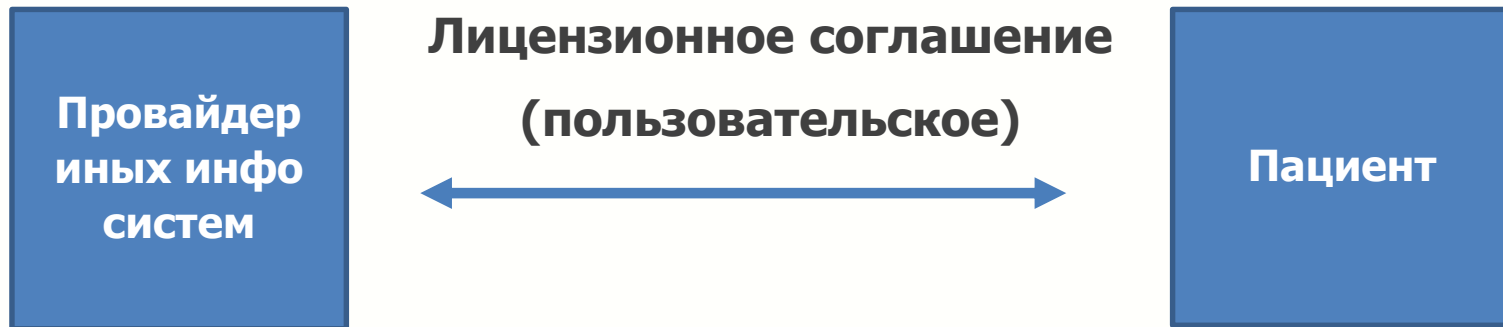 Провайдер
иных инфо
систем
Лицензионное соглашение
(пользовательское)
Пациент